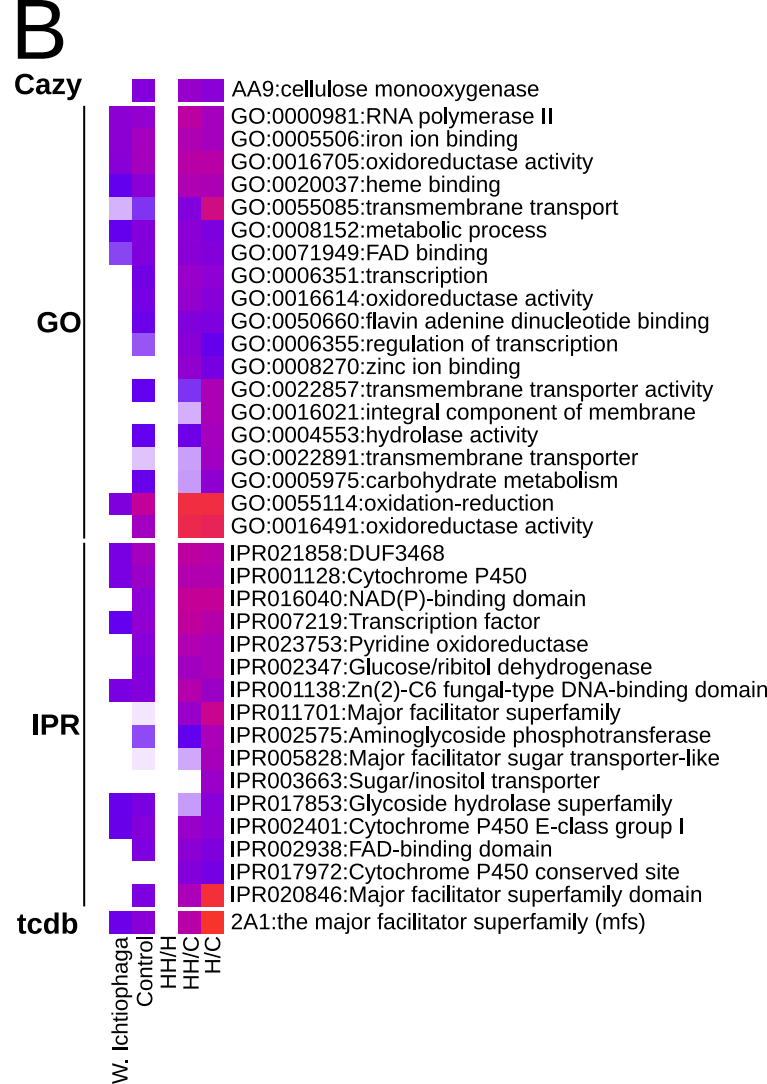 B
Cazy
AA9:cellulose monooxygenase
GO:0000981:RNA polymerase II
GO:0005506:iron ion binding
GO:0016705:oxidoreductase activity
GO:0020037:heme binding
GO:0055085:transmembrane transport
GO:0008152:metabolic process
GO:0071949:FAD binding
GO:0006351:transcription
GO:0016614:oxidoreductase activity
GO
GO:0050660:flavin adenine dinucleotide binding
GO:0006355:regulation of transcription
GO:0008270:zinc ion binding
GO:0022857:transmembrane transporter activity
GO:0016021:integral component of membrane
GO:0004553:hydrolase activity
GO:0022891:transmembrane transporter
GO:0005975:carbohydrate metabolism
GO:0055114:oxidation-reduction
GO:0016491:oxidoreductase activity
IPR021858:DUF3468
IPR001128:Cytochrome P450
IPR016040:NAD(P)-binding domain
IPR007219:Transcription factor
IPR023753:Pyridine oxidoreductase
IPR002347:Glucose/ribitol dehydrogenase
IPR001138:Zn(2)-C6 fungal-type DNA-binding domain
IPR011701:Major facilitator superfamily
IPR
IPR002575:Aminoglycoside phosphotransferase
IPR005828:Major facilitator sugar transporter-like
IPR003663:Sugar/inositol transporter
IPR017853:Glycoside hydrolase superfamily
IPR002401:Cytochrome P450 E-class group I
IPR002938:FAD-binding domain
IPR017972:Cytochrome P450 conserved site
IPR020846:Major facilitator superfamily domain
tcdb
2A1:the major facilitator superfamily (mfs)
W. Ichtiophaga
Control
HH/H
HH/C
H/C